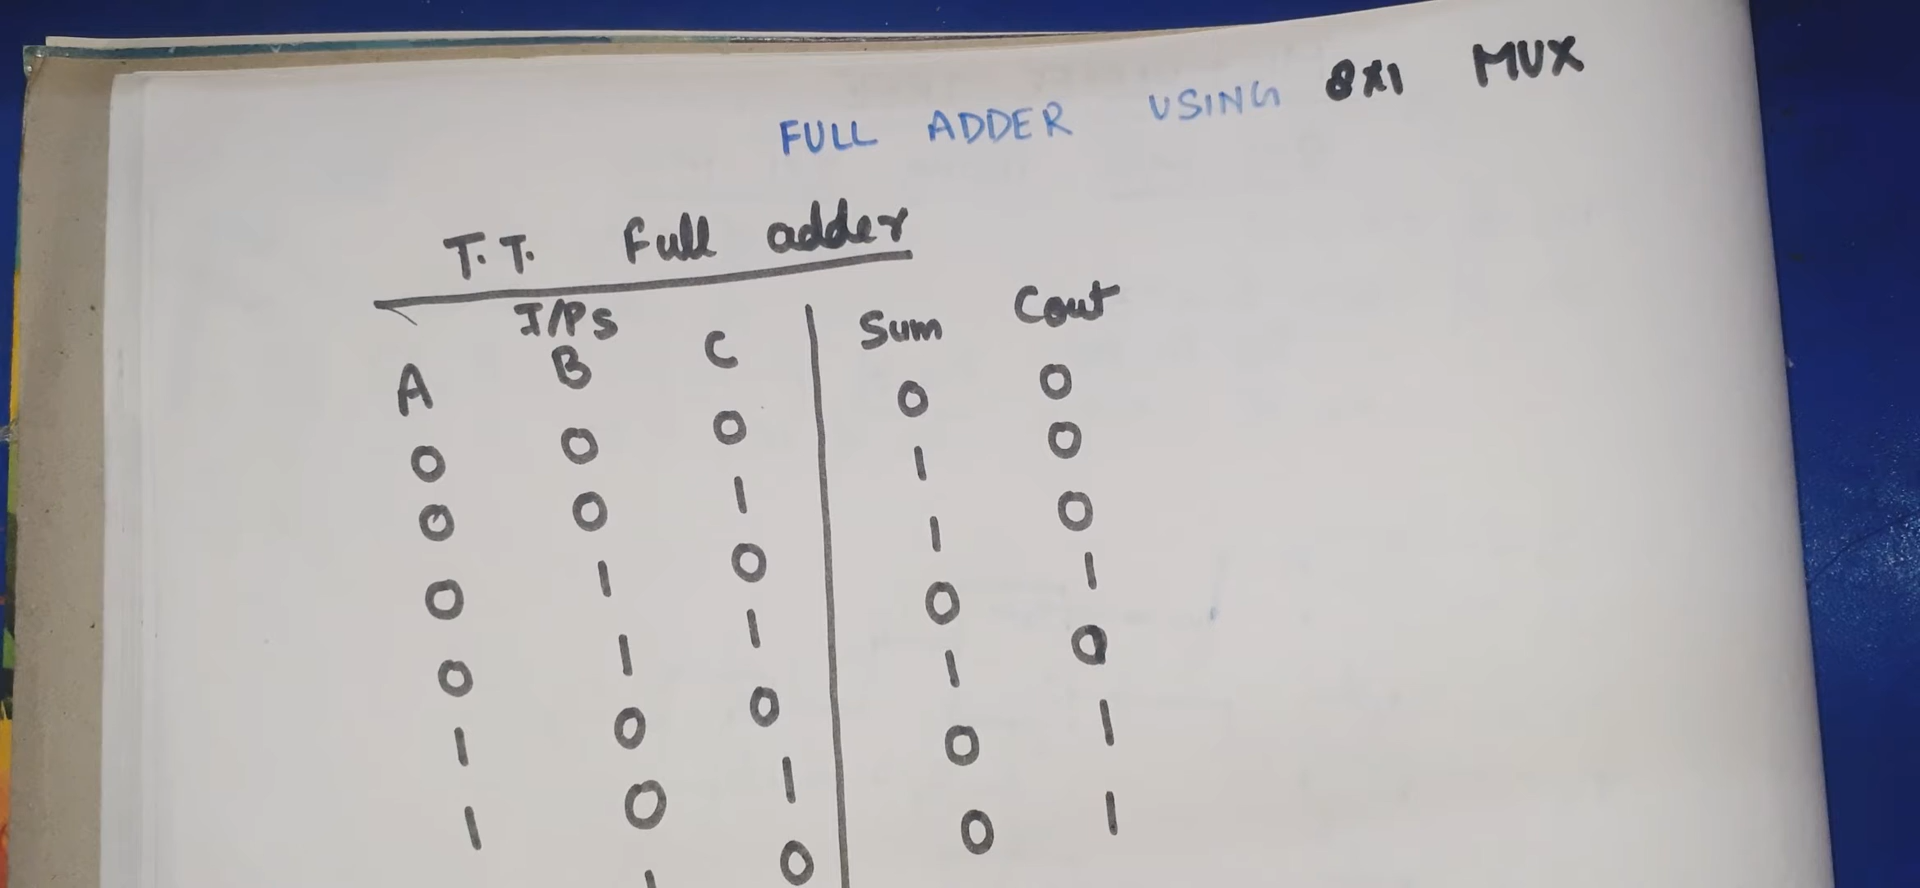 FULL ADDER USING 8X1 MUX
T.T. Full adder
I/PS
A B C Sum Cout
0 0 0 0 0
0 0 1 1 0
0 1 0 1 0
0 1 1 0 1
1 0 0 1 0
1 0 1 0 1
1 0 0 1